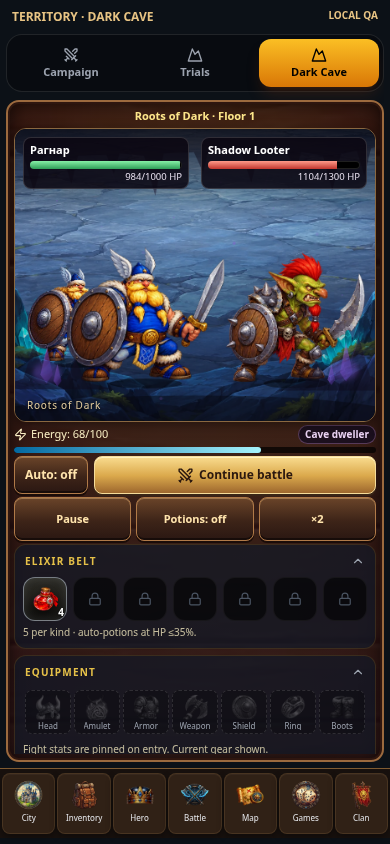 TERRITORY · DARK CAVE
LOCAL QA
Campaign
Trials
Dark Cave
Roots of Dark · Floor 1
Рагнар
984/1000 HP
Shadow Looter
1104/1300 HP
Roots of Dark
Energy: 68/100
Cave dweller
Auto: off
Continue battle
Pause
Potions: off
×2
ELIXIR BELT
4
5 per kind · auto-potions at HP ≤35%.
EQUIPMENT
Head
Amulet
Armor
Weapon
Shield
Ring
Boots
Fight stats are pinned on entry. Current gear shown.
City
Inventory
Hero
Battle
Map
Games
Clan